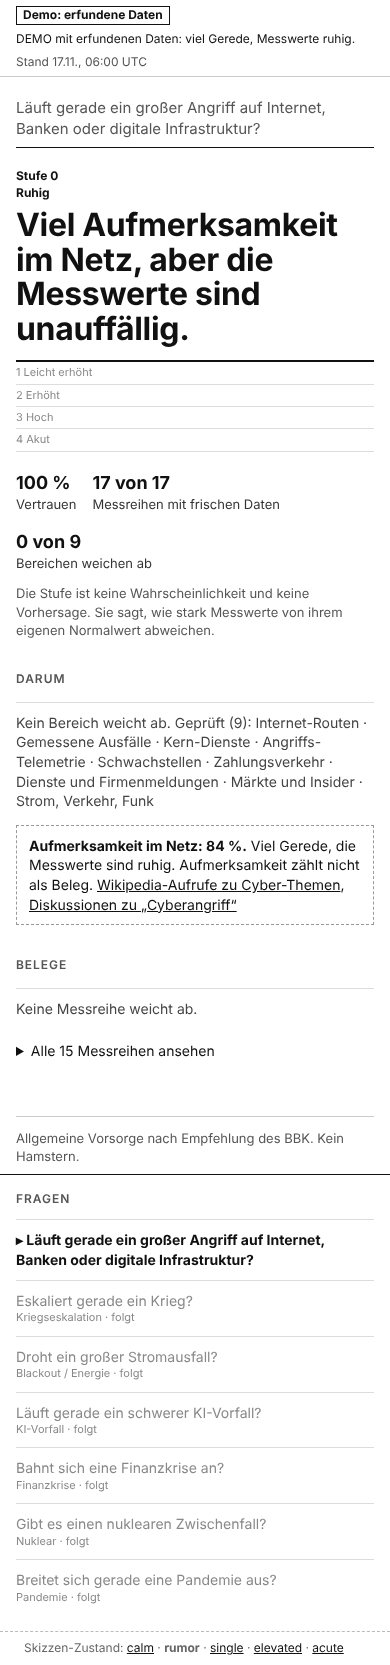 Demo: erfundene Daten
DEMO mit erfundenen Daten: viel Gerede, Messwerte ruhig.
Stand 17.11., 06:00 UTC
Läuft gerade ein großer Angriff auf Internet,
Banken oder digitale Infrastruktur?
Stufe 0
Ruhig
Viel Aufmerksamkeit
im Netz, aber die
Messwerte sind
unauffällig.
1 Leicht erhöht
2 Erhöht
3 Hoch
4 Akut
100 % 17 von 17
Vertrauen Messreihen mit frischen Daten
0 von 9
Bereichen weichen ab
Die Stufe ist keine Wahrscheinlichkeit und keine
Vorhersage. Sie sagt, wie stark Messwerte von ihrem
eigenen Normalwert abweichen.
DARUM
Kein Bereich weicht ab. Geprüft (9): Internet-Routen ·
Gemessene Ausfälle · Kern-Dienste · Angriffs-
Telemetrie · Schwachstellen · Zahlungsverkehr ·
Dienste und Firmenmeldungen · Märkte und Insider ·
Strom, Verkehr, Funk
Aufmerksamkeit im Netz: 84 %. Viel Gerede, die
Messwerte sind ruhig. Aufmerksamkeit zählt nicht
als Beleg. Wikipedia-Aufrufe zu Cyber-Themen,
Diskussionen zu „Cyberangriff“
BELEGE
Keine Messreihe weicht ab.
▶ Alle 15 Messreihen ansehen
Allgemeine Vorsorge nach Empfehlung des BBK. Kein
Hamstern.
FRAGEN
▸ Läuft gerade ein großer Angriff auf Internet,
Banken oder digitale Infrastruktur?
Eskaliert gerade ein Krieg?
Kriegseskalation · folgt
Droht ein großer Stromausfall?
Blackout / Energie · folgt
Läuft gerade ein schwerer KI-Vorfall?
KI-Vorfall · folgt
Bahnt sich eine Finanzkrise an?
Finanzkrise · folgt
Gibt es einen nuklearen Zwischenfall?
Nuklear · folgt
Breitet sich gerade eine Pandemie aus?
Pandemie · folgt
Skizzen-Zustand: calm · rumor · single · elevated · acute